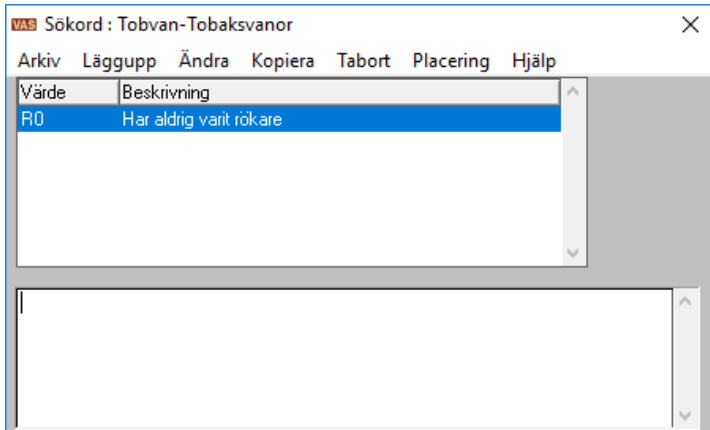 VAS Sökord : Tobvan-Tobaksvanor
Arkiv Läggupp Ändra Kopiera Tabort Placering Hjälp
Värde Beskrivning
R0 Har aldrig varit rökare